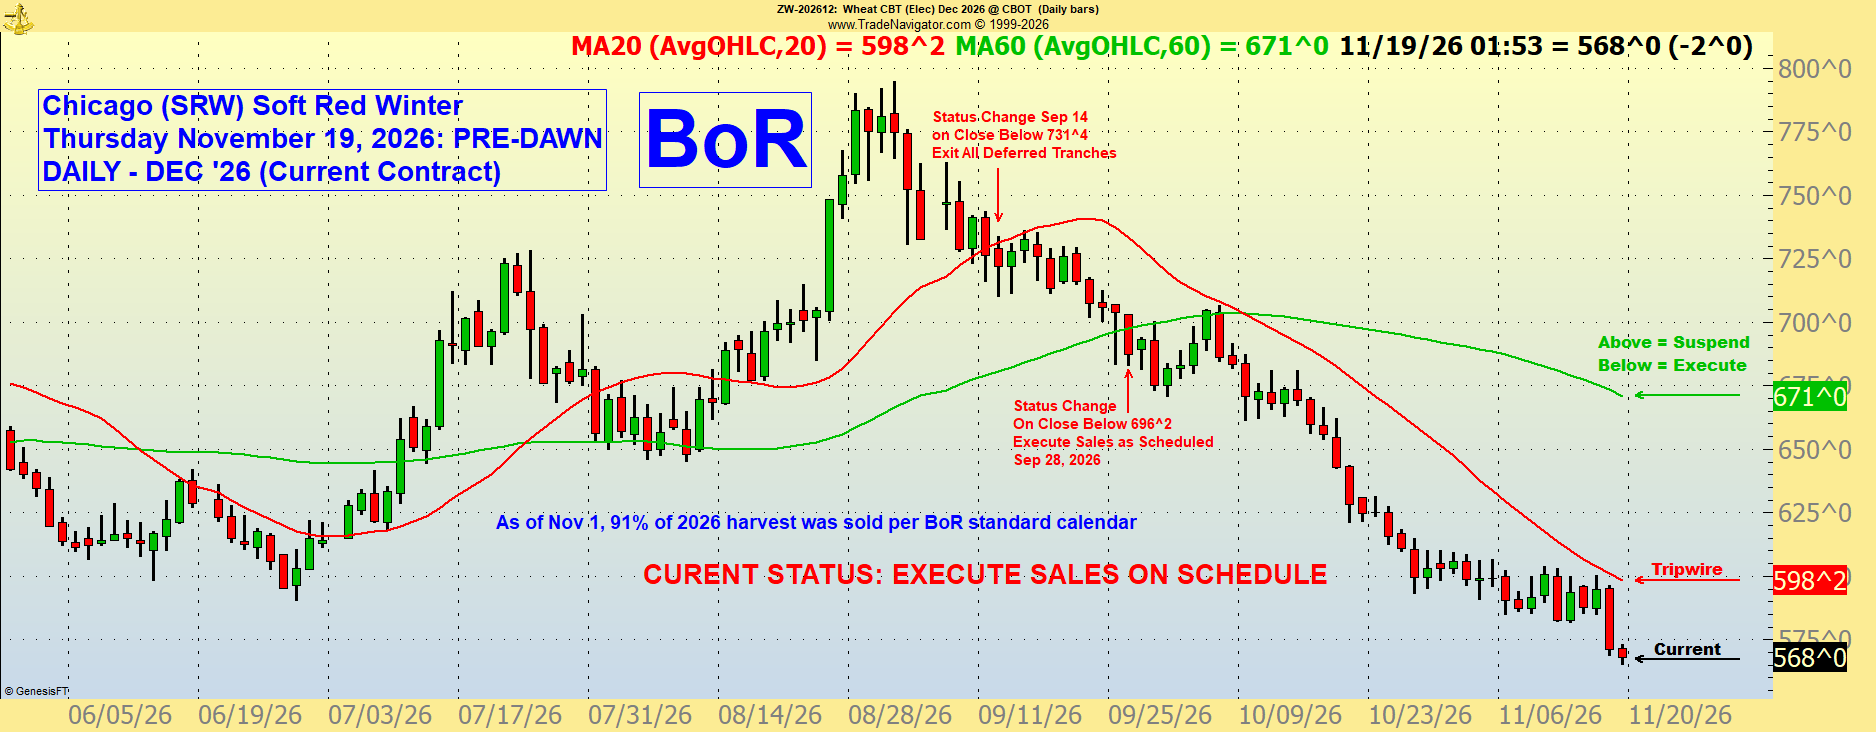 ZW-202612: Wheat CBT (Elec) Dec 2026 @ CBOT (Daily bars)
www.TradeNavigator.com © 1999-2026
MA20 (AvgOHLC,20) = 598^2 MA60 (AvgOHLC,60) = 671^0 11/19/26 01:53 = 568^0 (-2^0)
Chicago (SRW) Soft Red Winter
Thursday November 19, 2026: PRE-DAWN
DAILY - DEC '26 (Current Contract)
BoR
Status Change Sep 14
on Close Below 731^4
Exit All Deferred Tranches
800^0
775^0
750^0
725^0
700^0
Above = Suspend
Below = Execute
675^0
671^0
Status Change
On Close Below 696^2
Execute Sales as Scheduled
Sep 28, 2026
650^0
625^0
As of Nov 1, 91% of 2026 harvest was sold per BoR standard calendar
CURENT STATUS: EXECUTE SALES ON SCHEDULE
Tripwire
598^2
575^0
Current
568^0
© GenesisFT
06/05/26 06/19/26 07/03/26 07/17/26 07/31/26 08/14/26 08/28/26 09/11/26 09/25/26 10/09/26 10/23/26 11/06/26 11/20/26